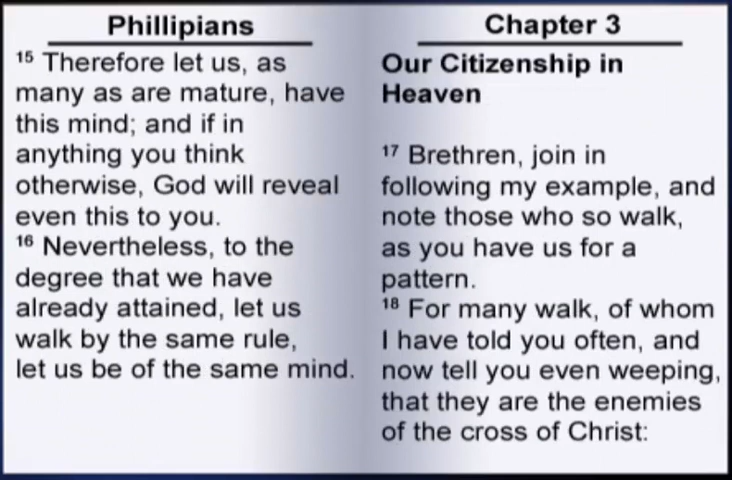 Phillipians
15 Therefore let us, as
many as are mature, have
this mind; and if in
anything you think
otherwise, God will reveal
even this to you.
16 Nevertheless, to the
degree that we have
already attained, let us
walk by the same rule,
let us be of the same mind.
Chapter 3
Our Citizenship in
Heaven
17 Brethren, join in
following my example, and
note those who so walk,
as you have us for a
pattern.
18 For many walk, of whom
I have told you often, and
now tell you even weeping,
that they are the enemies
of the cross of Christ: